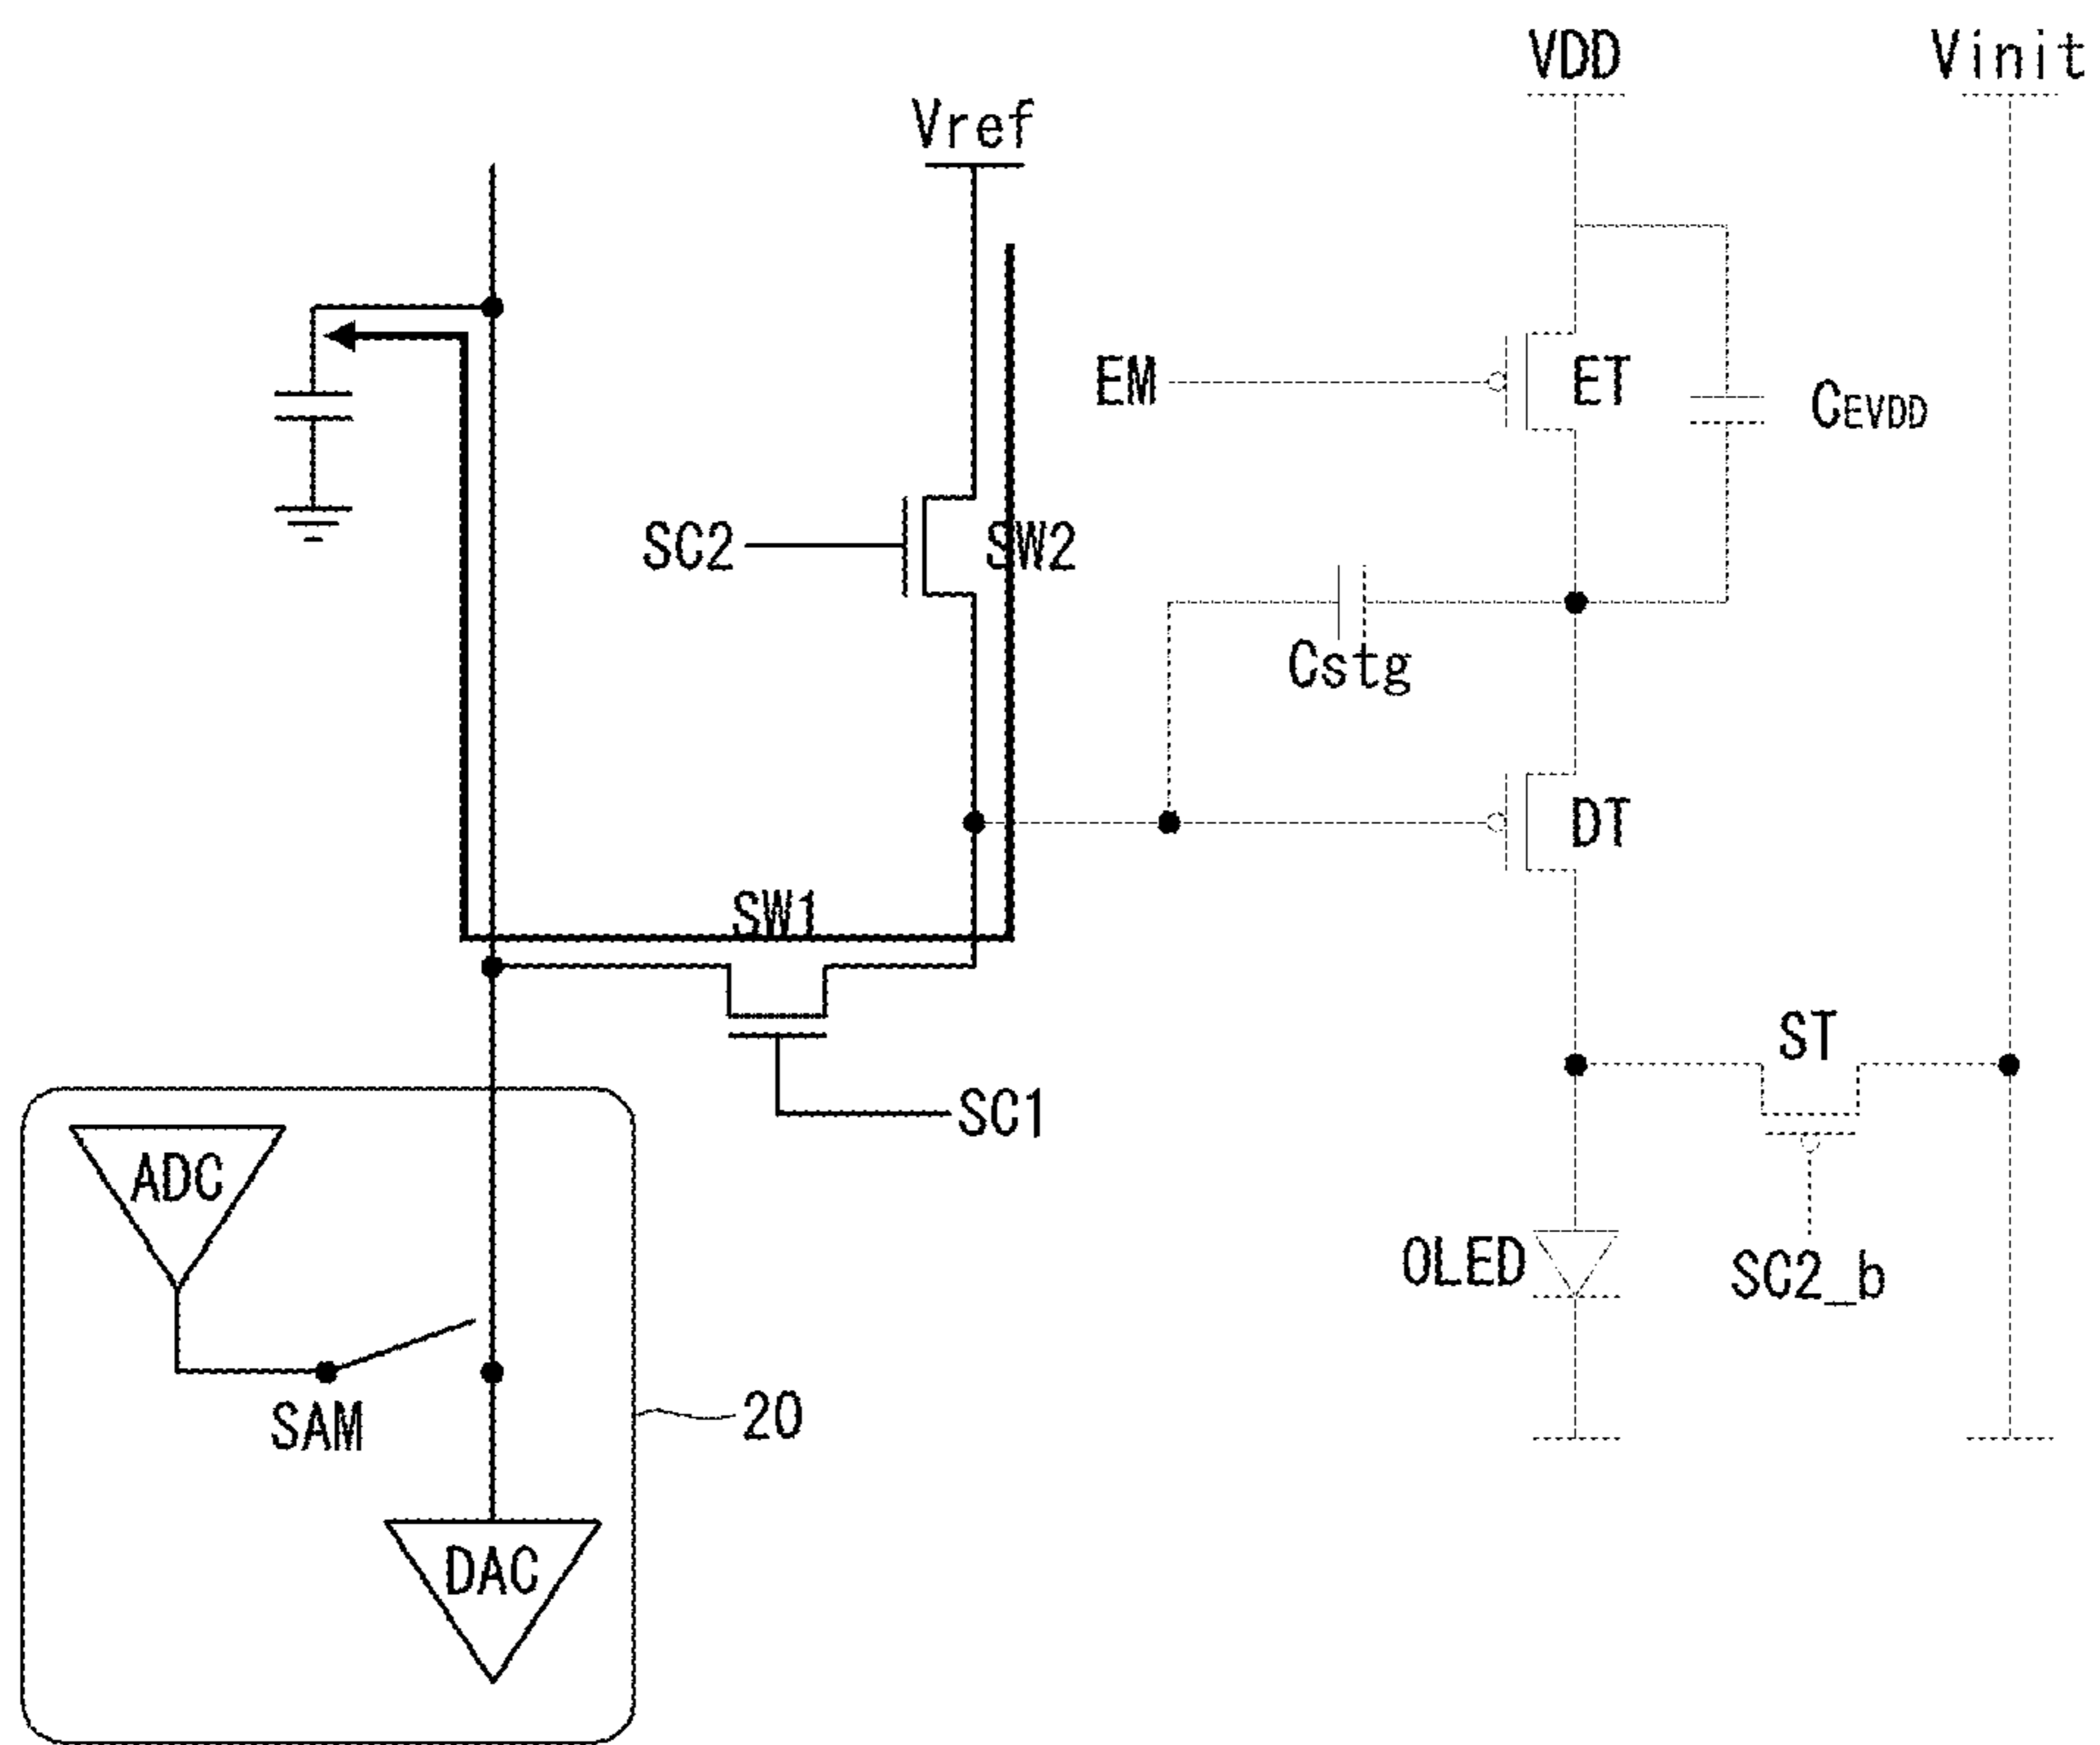 VDD
Vinit
Vref
EM
ET
CEVDD
SC2
SW2
Cstg
DT
SW1
ST
SC1
ADC
OLED
SC2_b
SAM
20
DAC